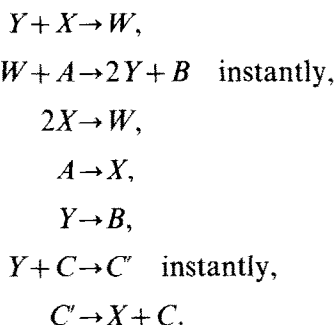 Y+X→W,
W+A→2Y+B instantly,
2X→W,
A→X,
Y→B,
Y+C→C′ instantly,
C′→X+C.